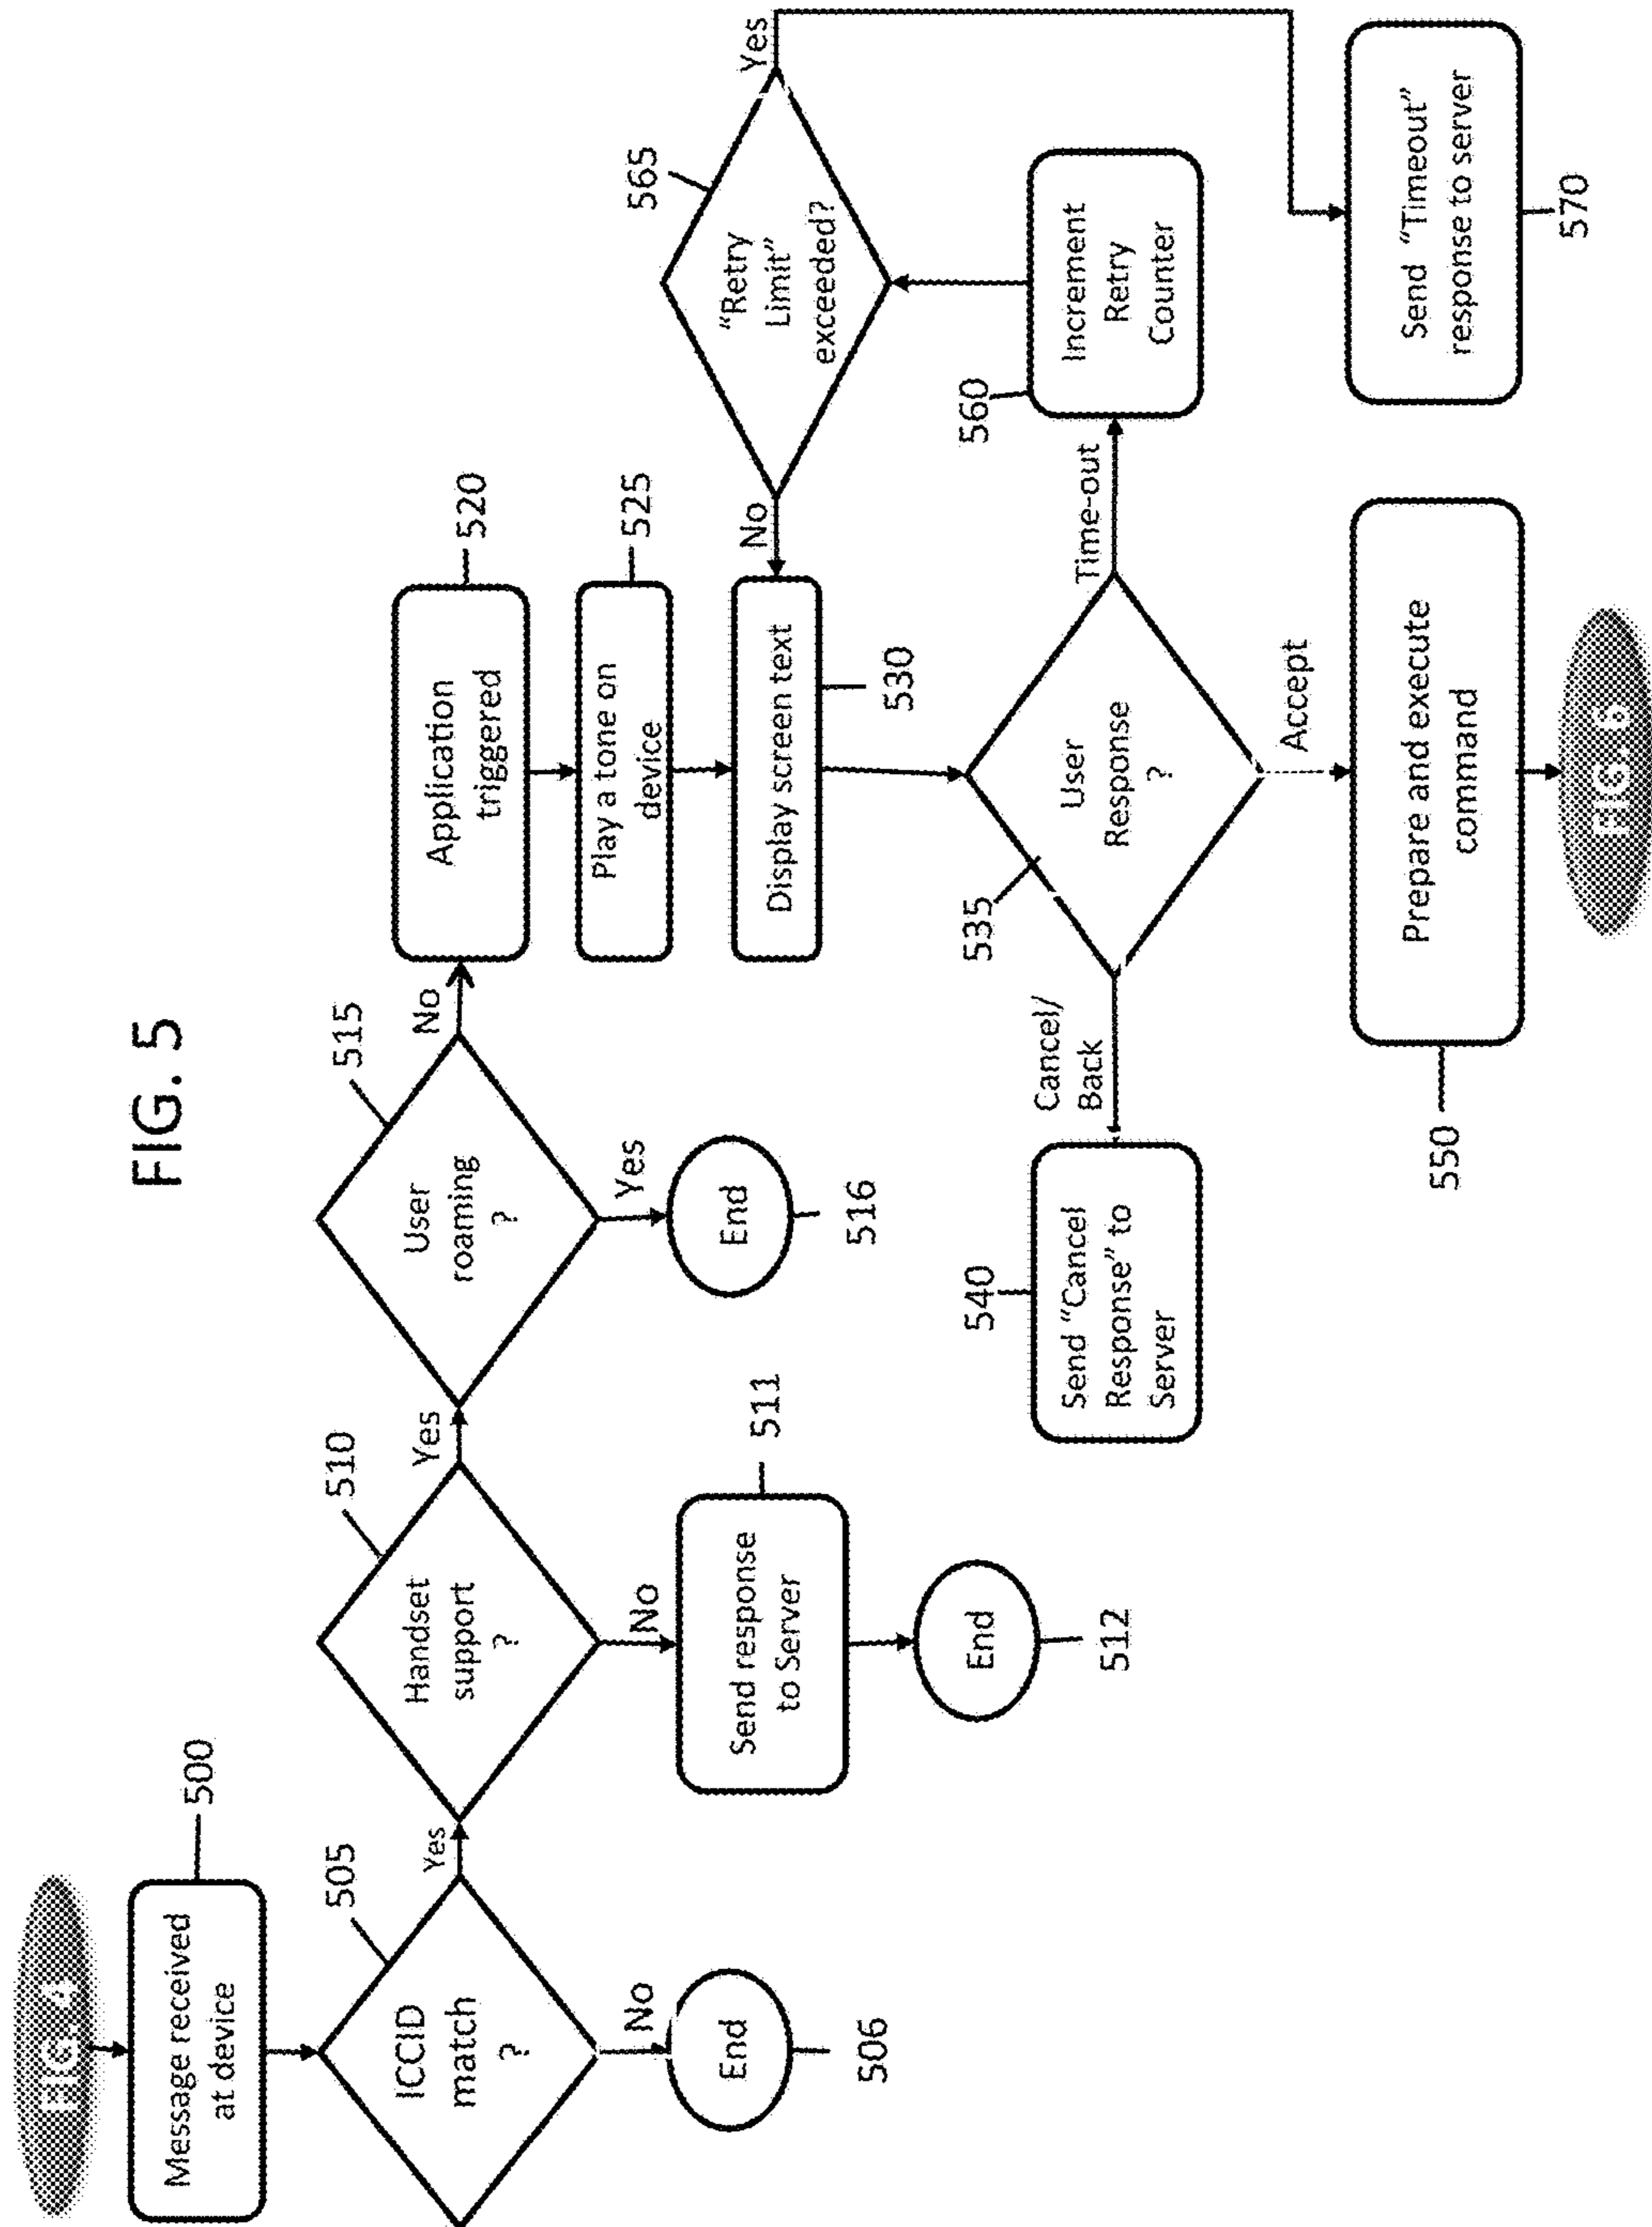 FIG. 5
FIG. 4
Message received
at device
500
ICCID
match
?
505
Yes
No
End
506
Handset
support
?
510
Yes
No
Send response
to Server
511
End
512
User
roaming
?
515
No
Yes
End
516
Application
triggered
520
Play a tone on
device
525
Display screen text
530
User
Response
?
535
Cancel/
Back
Send “Cancel
Response” to
Server
540
Accept
Prepare and execute
command
550
FIG. 6
Time-out
Increment
Retry
Counter
560
“Retry
Limit”
exceeded?
565
No
Yes
Send “Timeout”
response to server
570